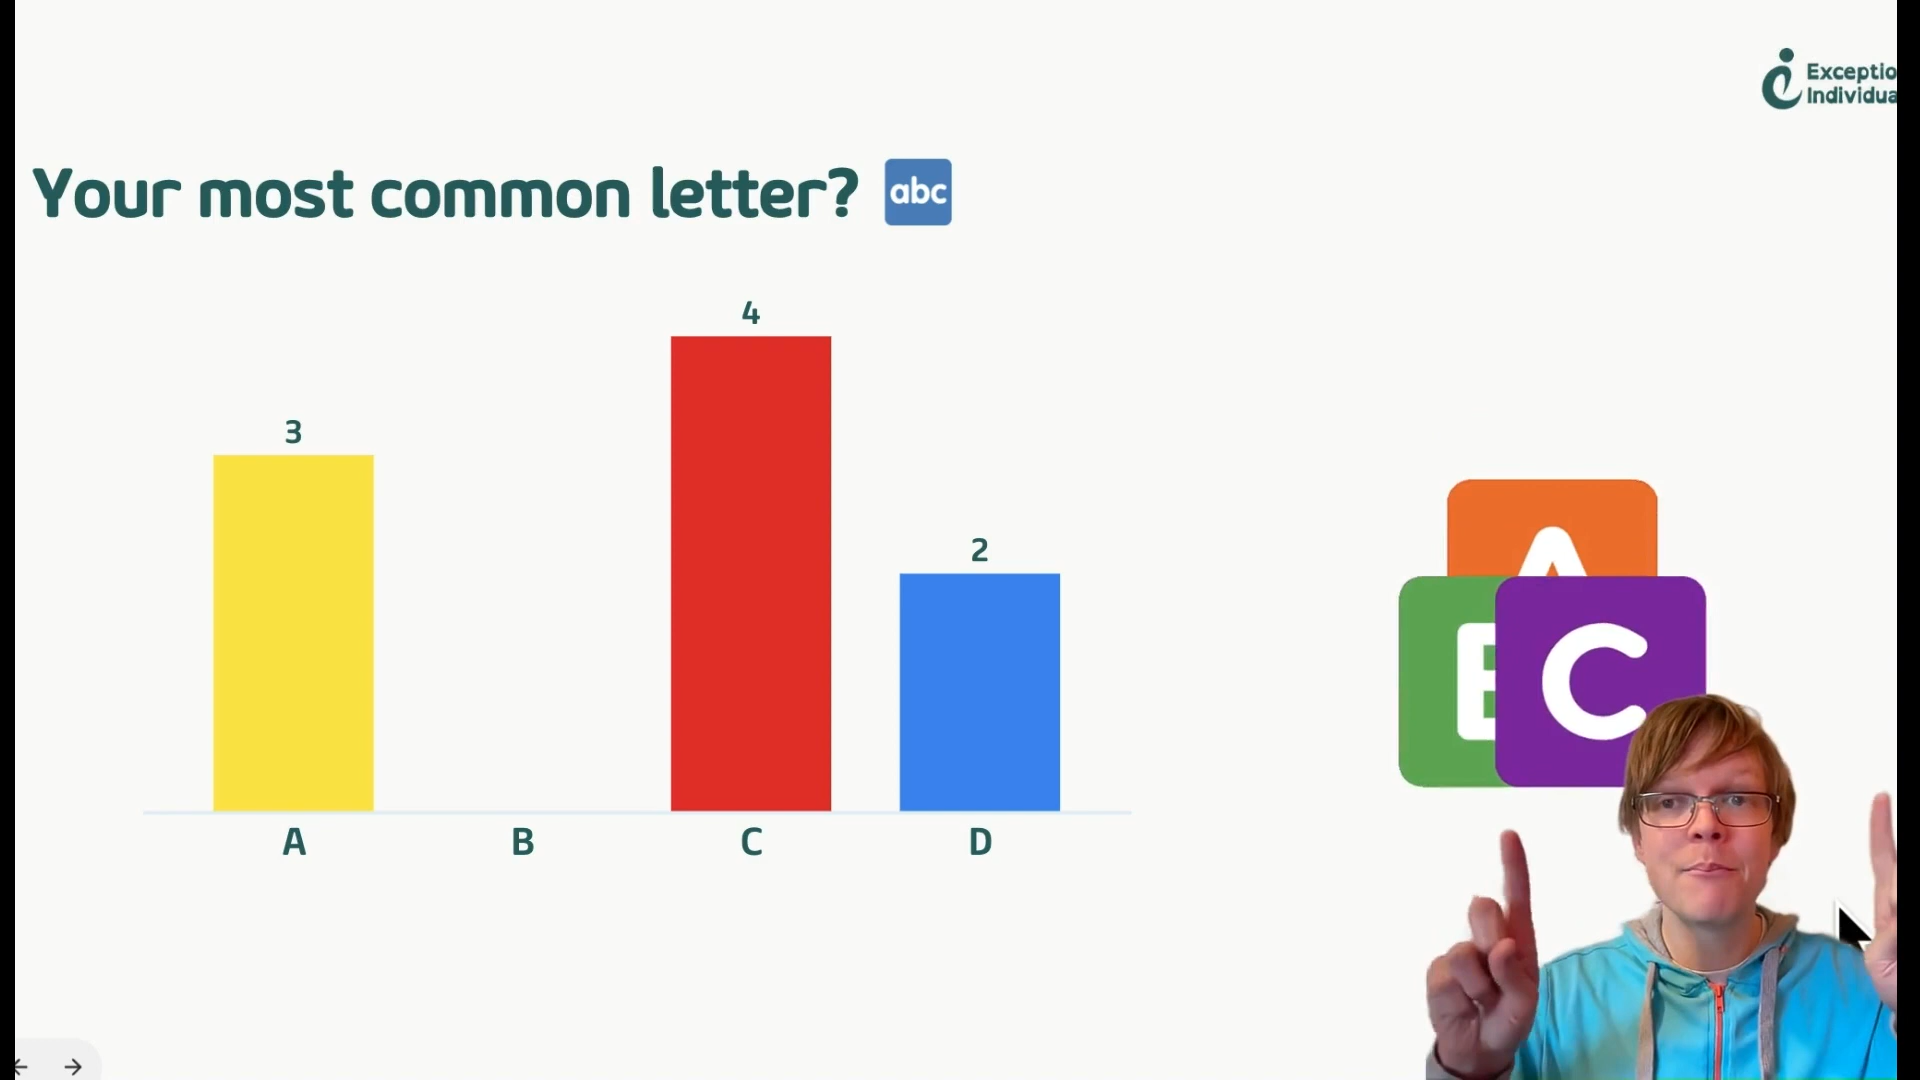 Exceptio
Individua
Your most common letter? abc
4
3
2
A B C D
A
C